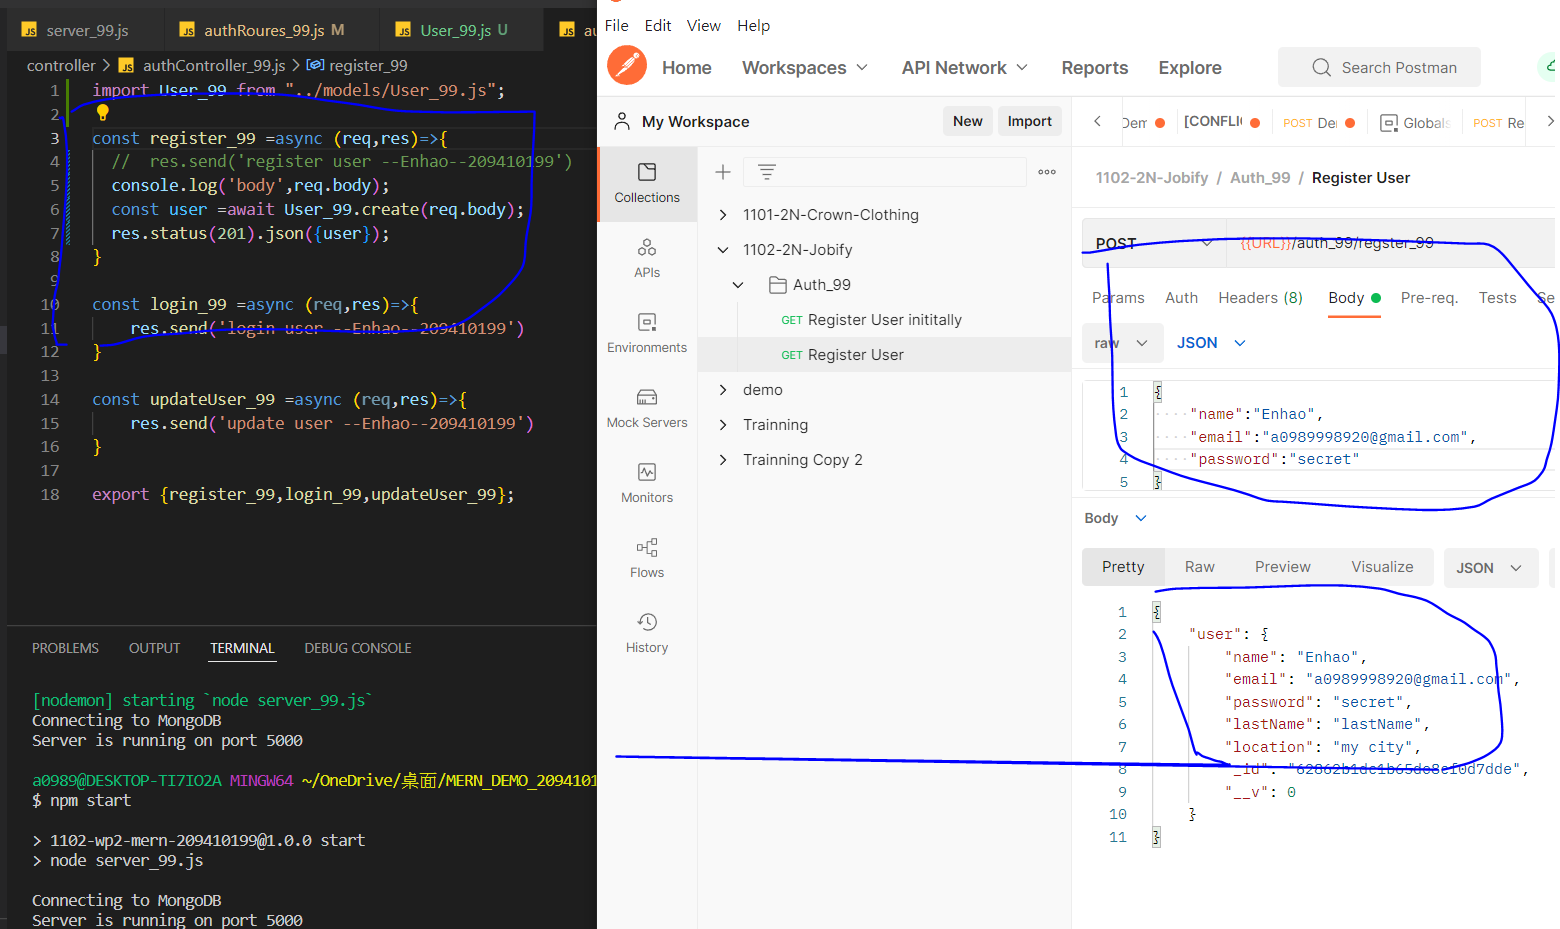 server_99.js
authRoures_99.js M
User_99.js U
controller > authController_99.js > register_99
1 import User_99 from "../models/User_99.js";
2
3 const register_99 =async (req,res)=>{
4 // res.send('register user --Enhao--209410199')
5 console.log('body',req.body);
6 const user =await User_99.create(req.body);
7 res.status(201).json({user});
8 }
9
10 const login_99 =async (req,res)=>{
11 res.send('login user --Enhao--209410199')
12 }
13
14 const updateUser_99 =async (req,res)=>{
15 res.send('update user --Enhao--209410199')
16 }
17
18 export {register_99,login_99,updateUser_99};
PROBLEMS OUTPUT TERMINAL DEBUG CONSOLE
[nodemon] starting `node server_99.js`
Connecting to MongoDB
Server is running on port 5000
a0989@DESKTOP-TI7IO2A MINGW64 ~/OneDrive/桌面/MERN_DEMO_2094101
$ npm start
> 1102-wp2-mern-209410199@1.0.0 start
> node server_99.js
Connecting to MongoDB
Server is running on port 5000
File Edit View Help
Home Workspaces API Network Reports Explore
Search Postman
My Workspace
New Import
Collections
APIs
Environments
Mock Servers
Monitors
Flows
History
1101-2N-Crown-Clothing
1102-2N-Jobify
Auth_99
GET Register User inititally
GET Register User
demo
Trainning
Trainning Copy 2
Dem [CONFLI POST De Globals POST Re
1102-2N-Jobify / Auth_99 / Register User
POST {{URL}}/auth_99/regster_99
Params Auth Headers (8) Body Pre-req. Tests Se
raw JSON
1 {
2 "name":"Enhao",
3 "email":"a0989998920@gmail.com",
4 "password":"secret"
5 }
Body
Pretty Raw Preview Visualize JSON
1 {
2 "user": {
3 "name": "Enhao",
4 "email": "a0989998920@gmail.com",
5 "password": "secret",
6 "lastName": "lastName",
7 "location": "my city",
8 "_id":
9 "__v": 0
10 }
11 }